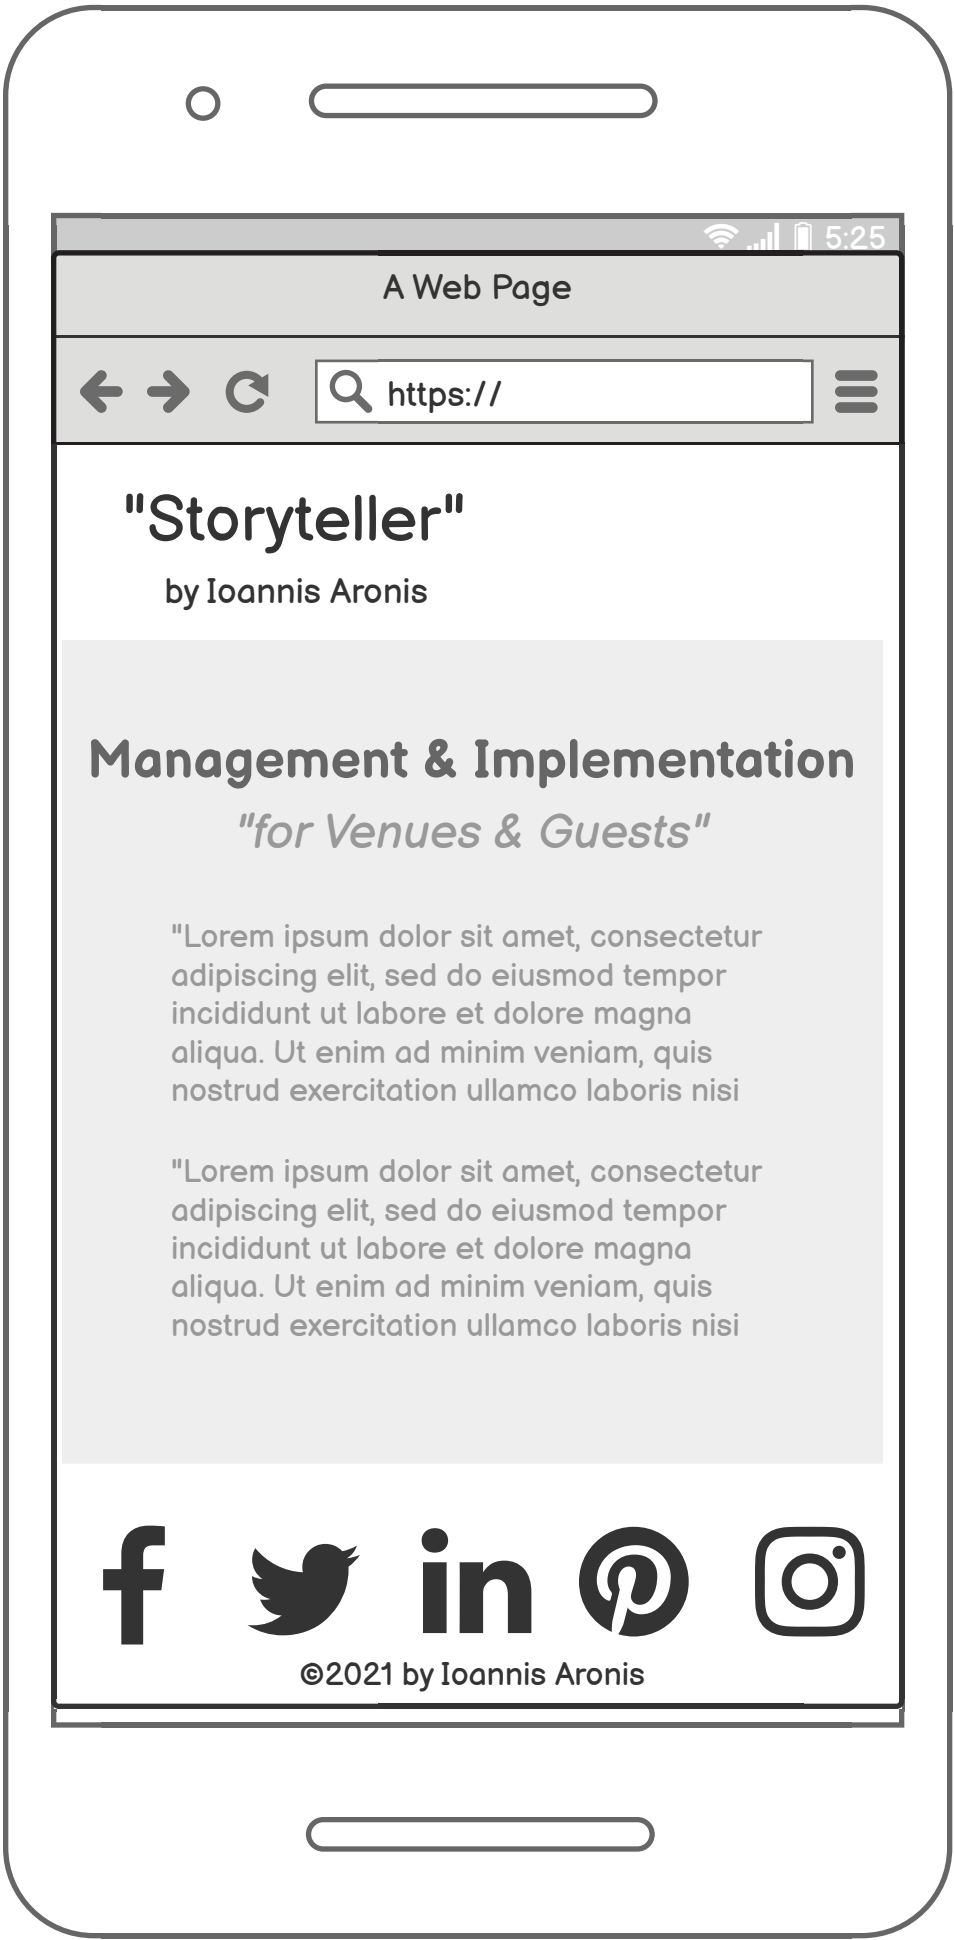 5:25
A Web Page
https://
"Storyteller"
by Ioannis Aronis
Management & Implementation
"for Venues & Guests"
"Lorem ipsum dolor sit amet, consectetur
adipiscing elit, sed do eiusmod tempor
incididunt ut labore et dolore magna
aliqua. Ut enim ad minim veniam, quis
nostrud exercitation ullamco laboris nisi
"Lorem ipsum dolor sit amet, consectetur
adipiscing elit, sed do eiusmod tempor
incididunt ut labore et dolore magna
aliqua. Ut enim ad minim veniam, quis
nostrud exercitation ullamco laboris nisi
©2021 by Ioannis Aronis